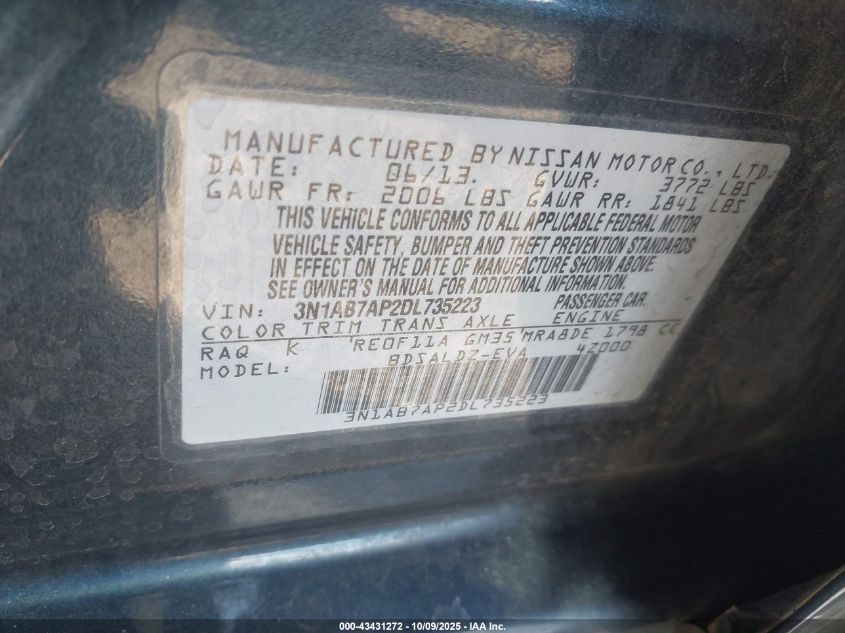 MANUFACTURED BY NISSAN MOTOR CO., LTD.
DATE: 06/13. GVWR: 3772 LBS
GAWR FR: 2006 LBS GAWR RR: 1841 LBS
THIS VEHICLE CONFORMS TO ALL APPLICABLE FEDERAL MOTOR
VEHICLE SAFETY, BUMPER AND THEFT PREVENTION STANDARDS
IN EFFECT ON THE DATE OF MANUFACTURE SHOWN ABOVE.
SEE OWNER'S MANUAL FOR ADDITIONAL INFORMATION.
VIN: 3N1AB7AP2DL735223 PASSENGER CAR.
COLOR TRIM TRANS AXLE ENGINE
RAQ K RE0F11A GM35 MRA8DE 1798 CC
MODEL: BDSALDZ-EVA 4Z000
3N1AB7AP2DL735223
000-43431272 - 10/09/2025 - IAA Inc.